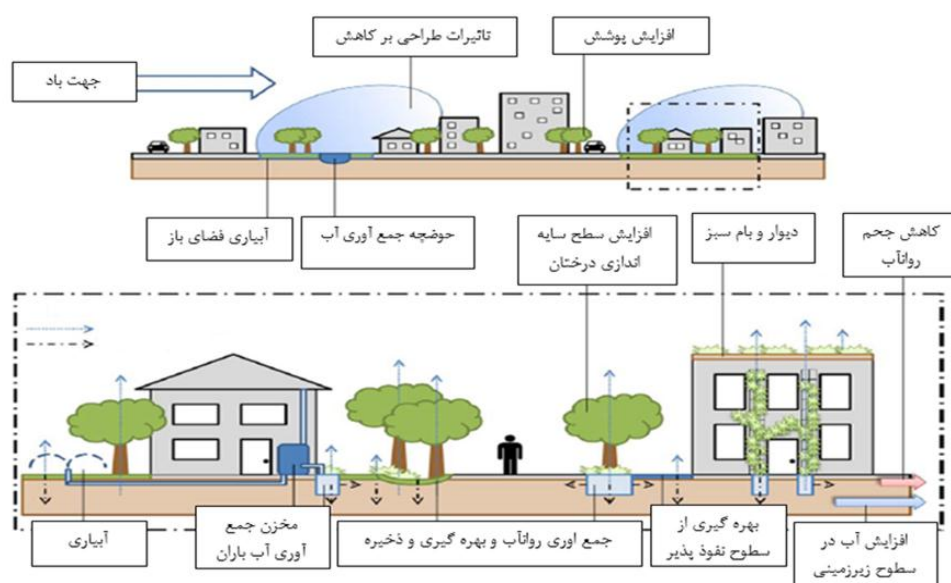 تاثیرات طراحی بر کاهش
افزایش پوشش
جهت باد
آبیاری فضای باز
حوضچه جمع آوری آب
افزایش سطح سایه
اندازی درختان
دیوار و بام سبز
کاهش جحم
رواناب
آبیاری
مخزن جمع
آوری آب باران
جمع اوری رواناب و بهره گیری و ذخیره
بهره گیری از
سطوح نفوذ پذیر
افزایش آب در
سطوح زیرزمینی